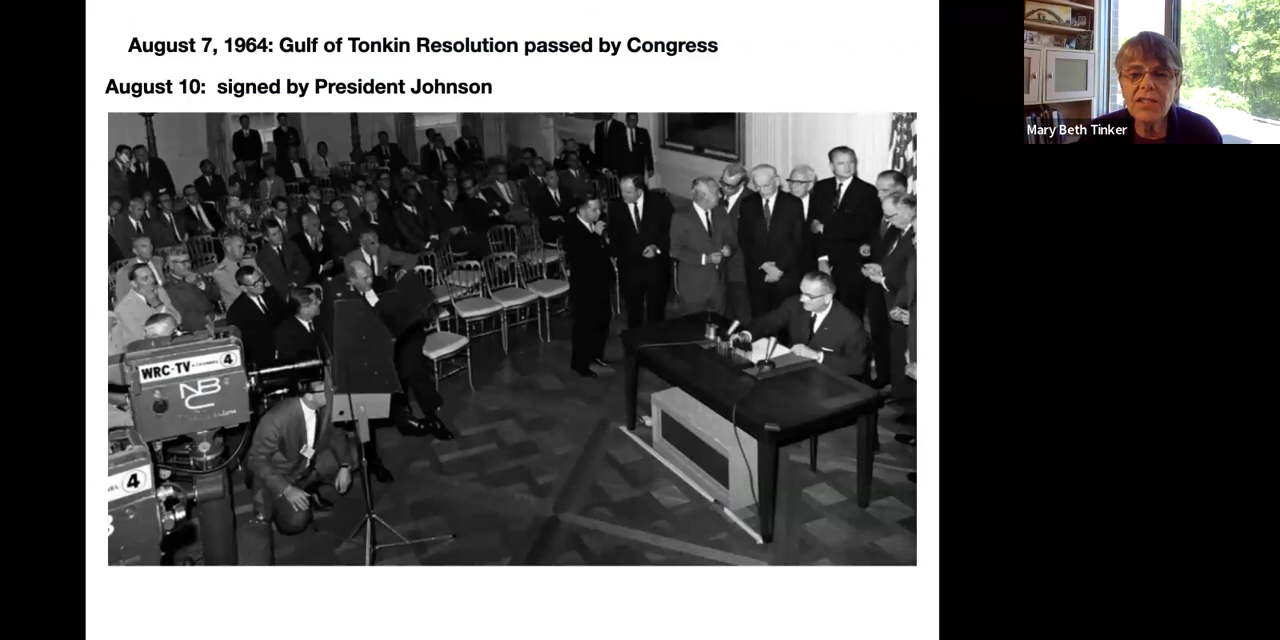 August 7, 1964: Gulf of Tonkin Resolution passed by Congress
August 10: signed by President Johnson
Mary Beth Tinker
WRC-TV CHANNEL 4
NBC
4